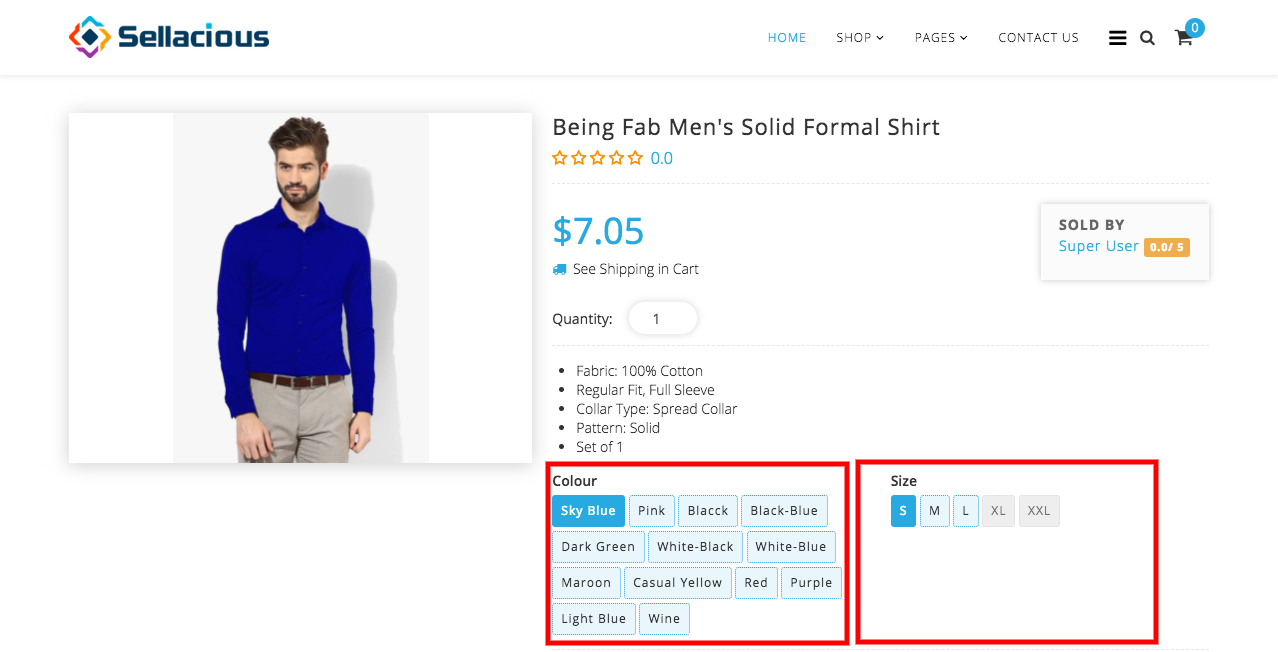 Sellacious
HOME SHOP PAGES CONTACT US 0
Being Fab Men's Solid Formal Shirt
0.0
$7.05
SOLD BY
Super User 0.0/ 5
See Shipping in Cart
Quantity: 1
Fabric: 100% Cotton
Regular Fit, Full Sleeve
Collar Type: Spread Collar
Pattern: Solid
Set of 1
Colour
Sky Blue Pink Blacck Black-Blue
Dark Green White-Black White-Blue
Maroon Casual Yellow Red Purple
Light Blue Wine
Size
S M L XL XXL